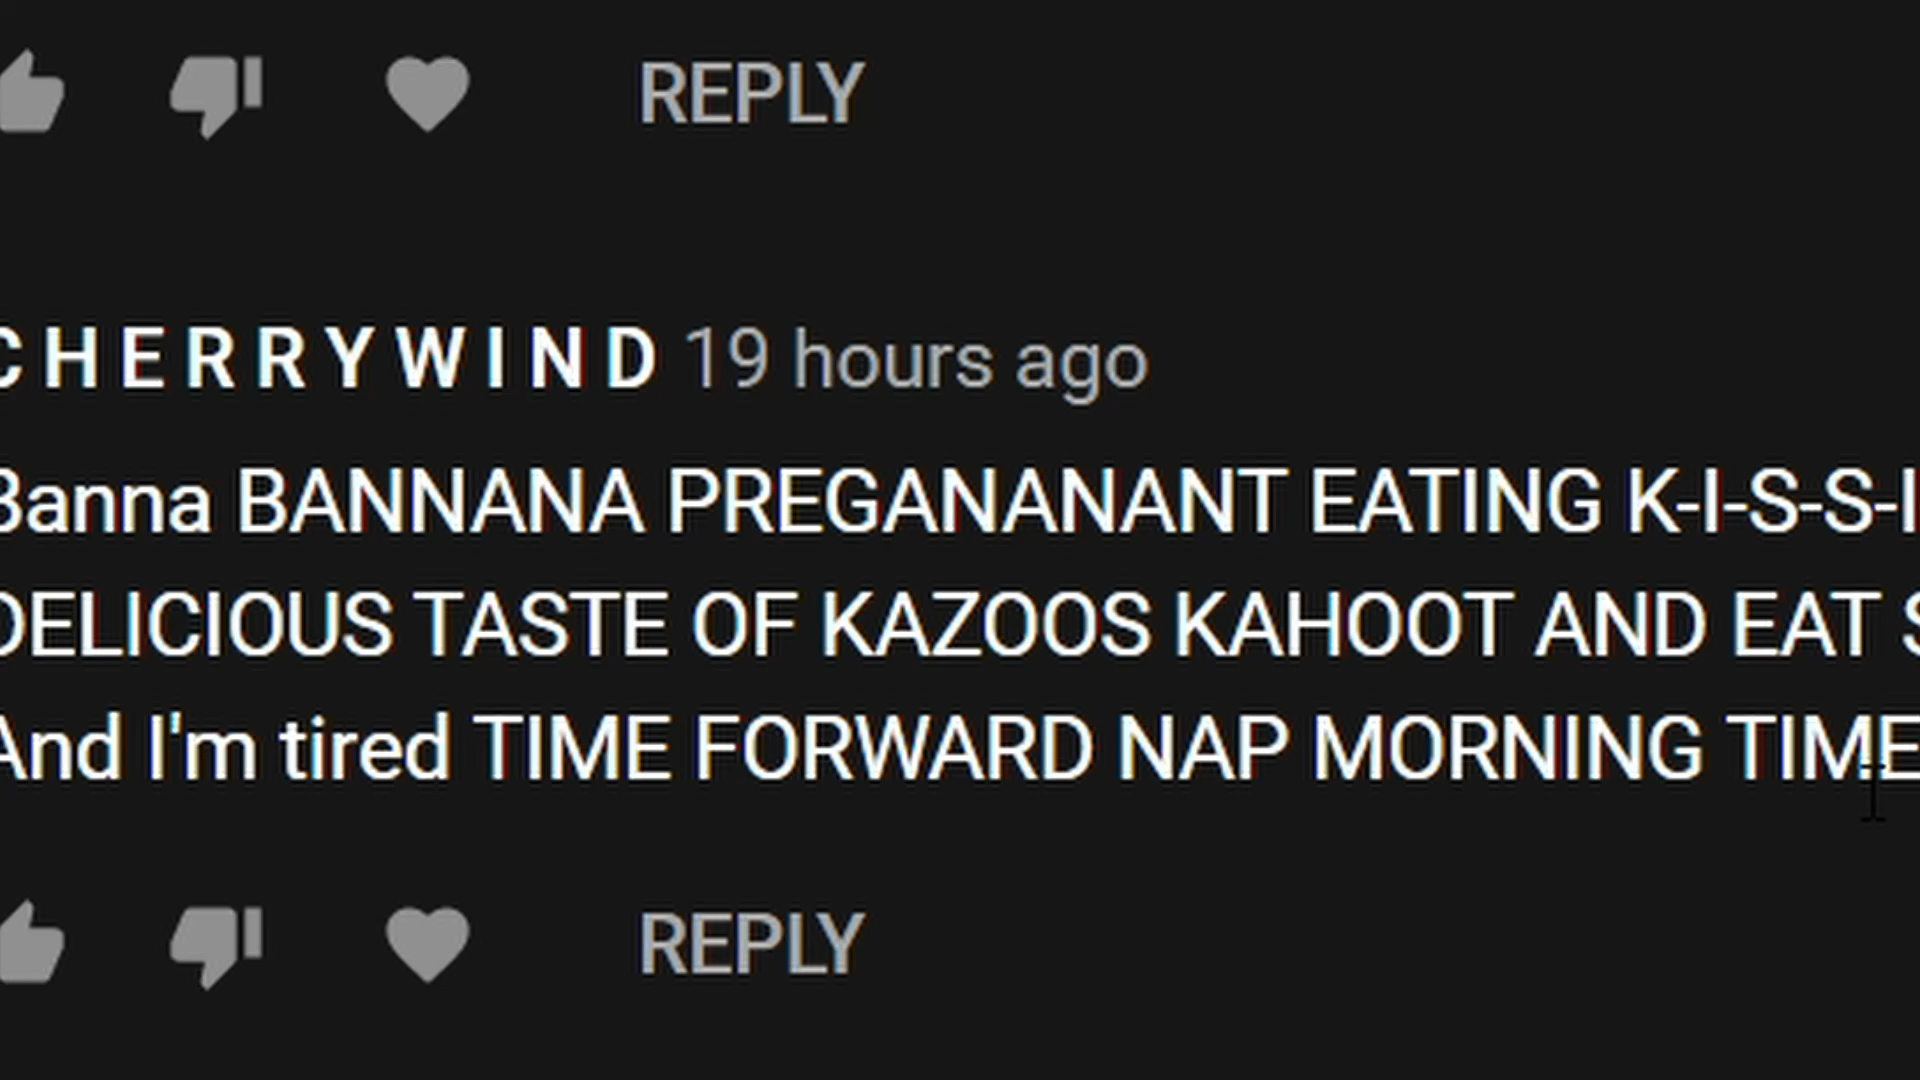 REPLY
CHERRYWIND 19 hours ago
Banna BANNANA PREGANANANT EATING K-I-S-S-I
DELICIOUS TASTE OF KAZOOS KAHOOT AND EAT S
And I'm tired TIME FORWARD NAP MORNING TIME
REPLY